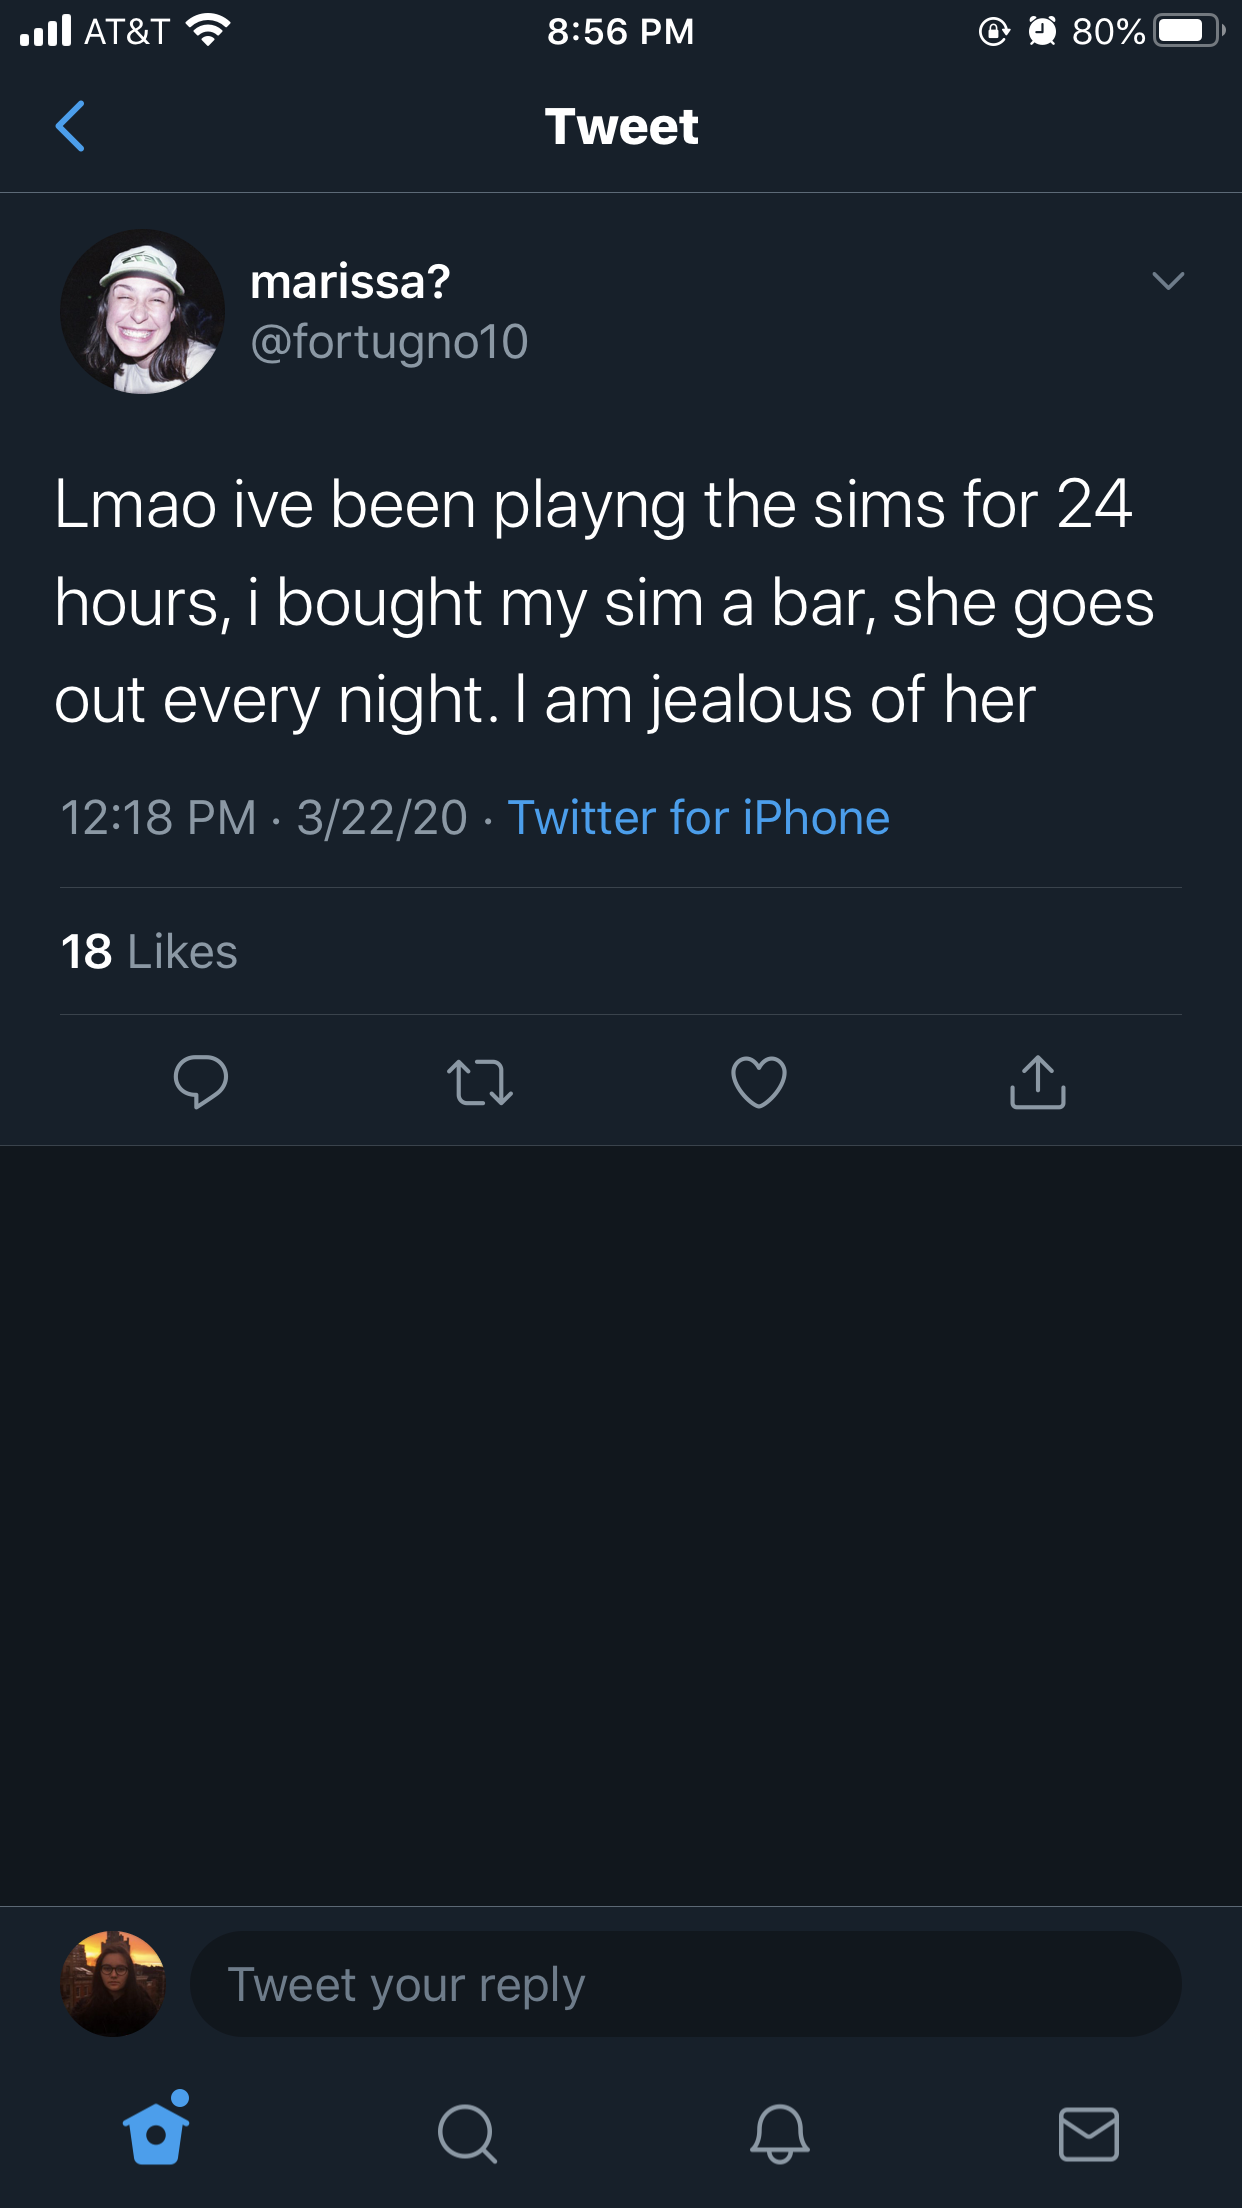 AT&T 8:56 PM 80%
Tweet
marissa?
@fortugno10
Lmao ive been playng the sims for 24
hours, i bought my sim a bar, she goes
out every night. I am jealous of her
12:18 PM · 3/22/20 · Twitter for iPhone
18 Likes
Tweet your reply